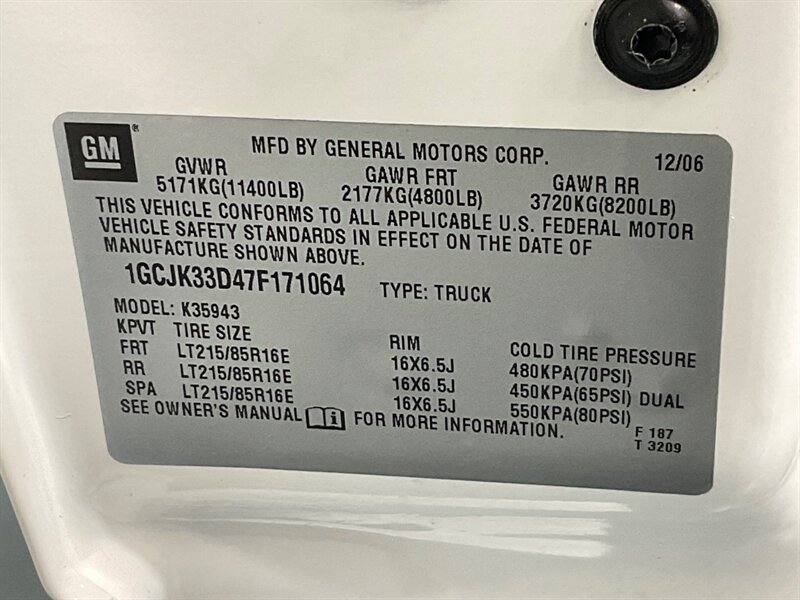 GM
MFD BY GENERAL MOTORS CORP. 12/06
GVWR GAWR FRT GAWR RR
5171KG(11400LB) 2177KG(4800LB) 3720KG(8200LB)
THIS VEHICLE CONFORMS TO ALL APPLICABLE U.S. FEDERAL MOTOR
VEHICLE SAFETY STANDARDS IN EFFECT ON THE DATE OF
MANUFACTURE SHOWN ABOVE.
1GCJK33D47F171064 TYPE: TRUCK
MODEL: K35943
KPVT TIRE SIZE RIM COLD TIRE PRESSURE
FRT LT215/85R16E 16X6.5J 480KPA(70PSI)
RR LT215/85R16E 16X6.5J 450KPA(65PSI) DUAL
SPA LT215/85R16E 16X6.5J 550KPA(80PSI)
SEE OWNER'S MANUAL i FOR MORE INFORMATION.
F 187
T 3209